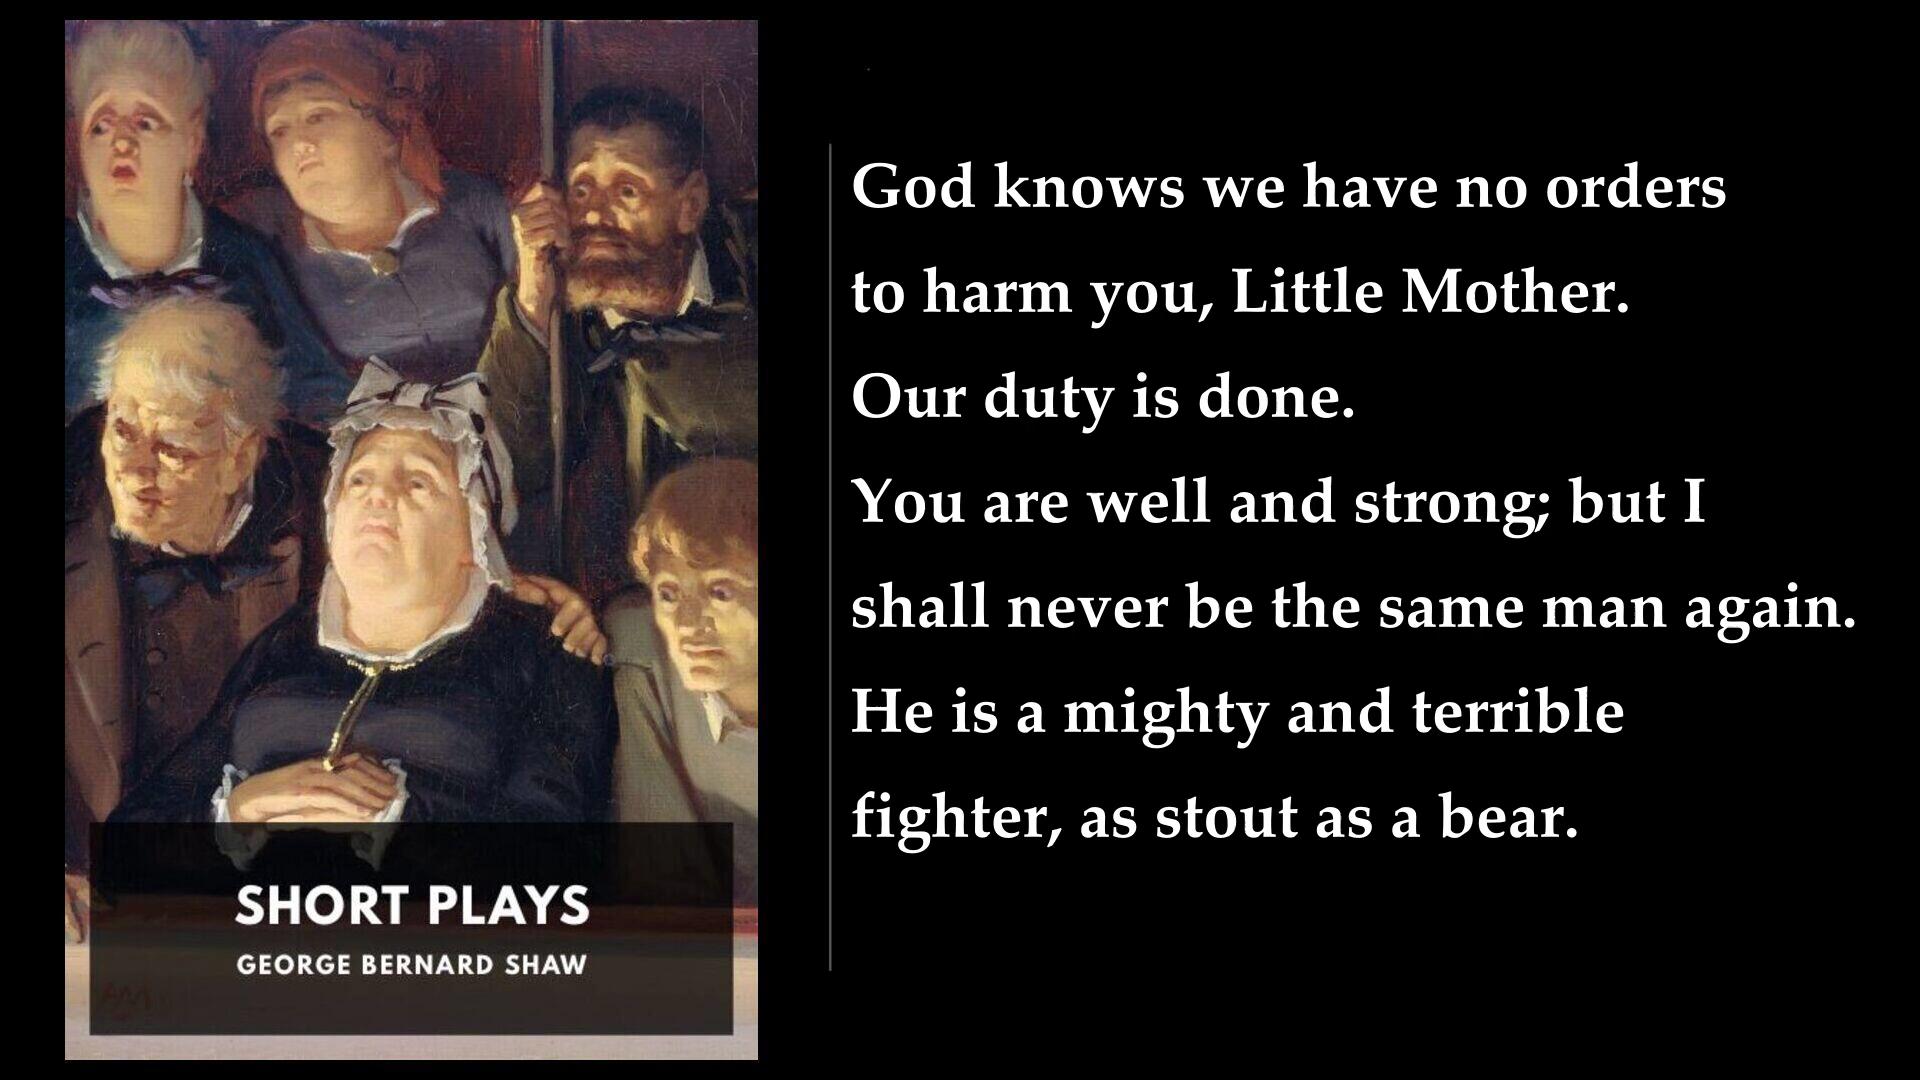 God knows we have no orders
to harm you, Little Mother.
Our duty is done.
You are well and strong; but I
shall never be the same man again.
He is a mighty and terrible
fighter, as stout as a bear.
SHORT PLAYS
GEORGE BERNARD SHAW